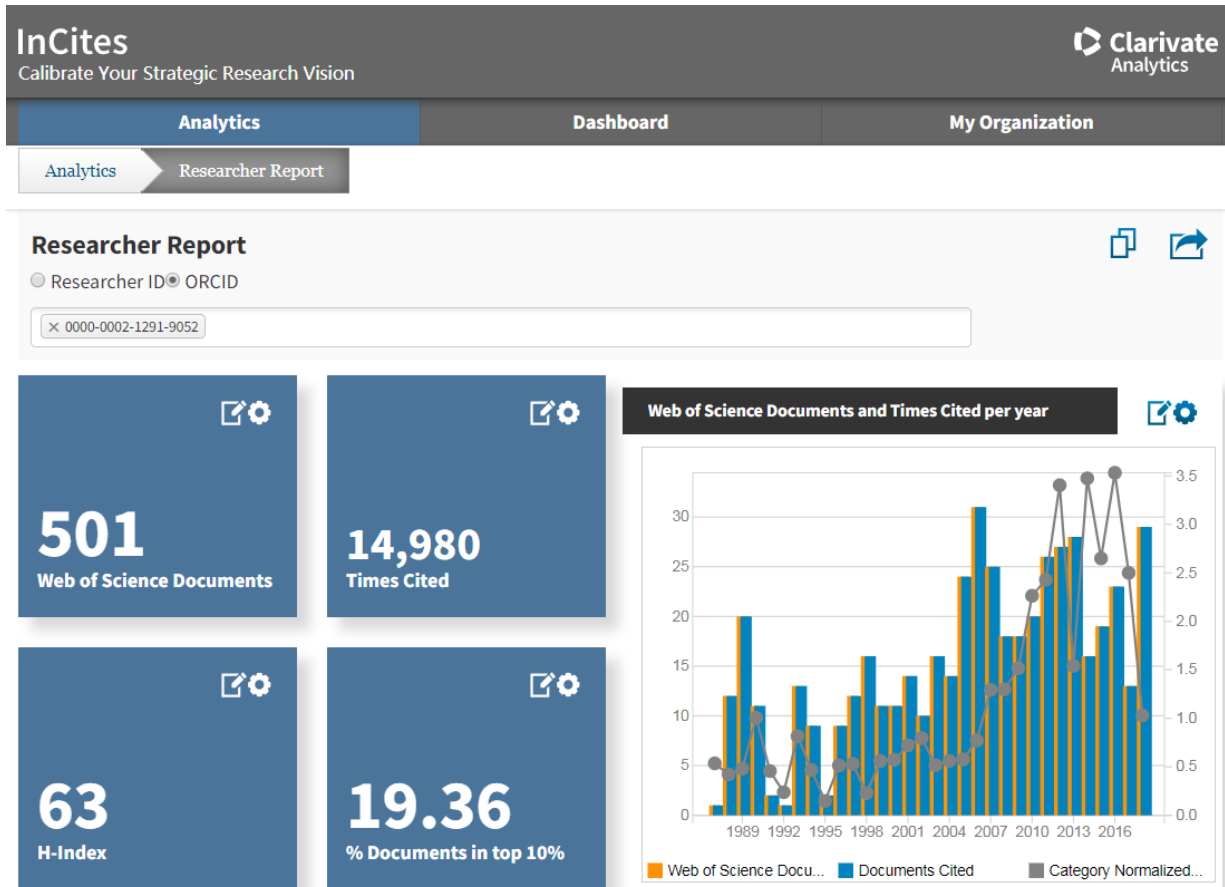 InCites
Calibrate Your Strategic Research Vision
Clarivate
Analytics
Analytics
Dashboard
My Organization
Analytics
Researcher Report
Researcher Report
Researcher ID ORCID
× 0000-0002-1291-9052
501
Web of Science Documents
14,980
Times Cited
63
H-Index
19.36
% Documents in top 10%
Web of Science Documents and Times Cited per year
30
25
20
15
10
5
0
3.5
3.0
2.5
2.0
1.5
1.0
0.5
0.0
1989 1992 1995 1998 2001 2004 2007 2010 2013 2016
Web of Science Docu... Documents Cited Category Normalized...